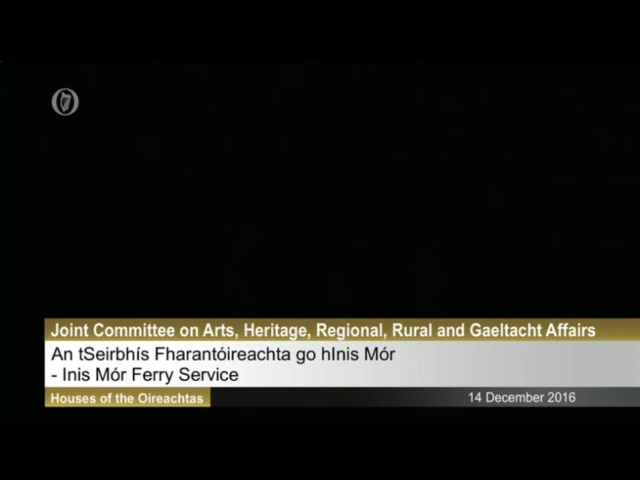 Joint Committee on Arts, Heritage, Regional, Rural and Gaeltacht Affairs
An tSeirbhís Fharantóireachta go hInis Mór
- Inis Mór Ferry Service
Houses of the Oireachtas
14 December 2016